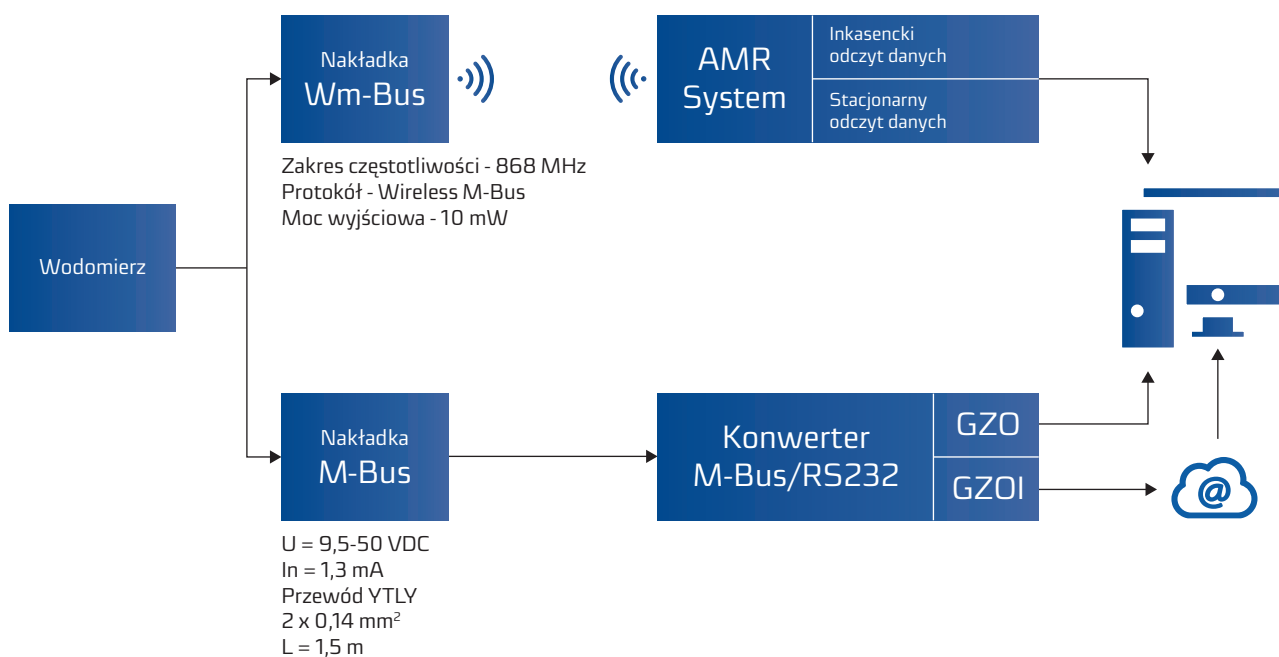 Nakładka
Wm-Bus
AMR
System
Inkasencki
odczyt danych
Stacjonarny
odczyt danych
Zakres częstotliwości - 868 MHz
Protokół - Wireless M-Bus
Moc wyjściowa - 10 mW
Wodomierz
Nakładka
M-Bus
Konwerter
M-Bus/RS232
GZO
GZOI
@
U = 9,5-50 VDC
In = 1,3 mA
Przewód YTLY
2 x 0,14 mm²
L = 1,5 m